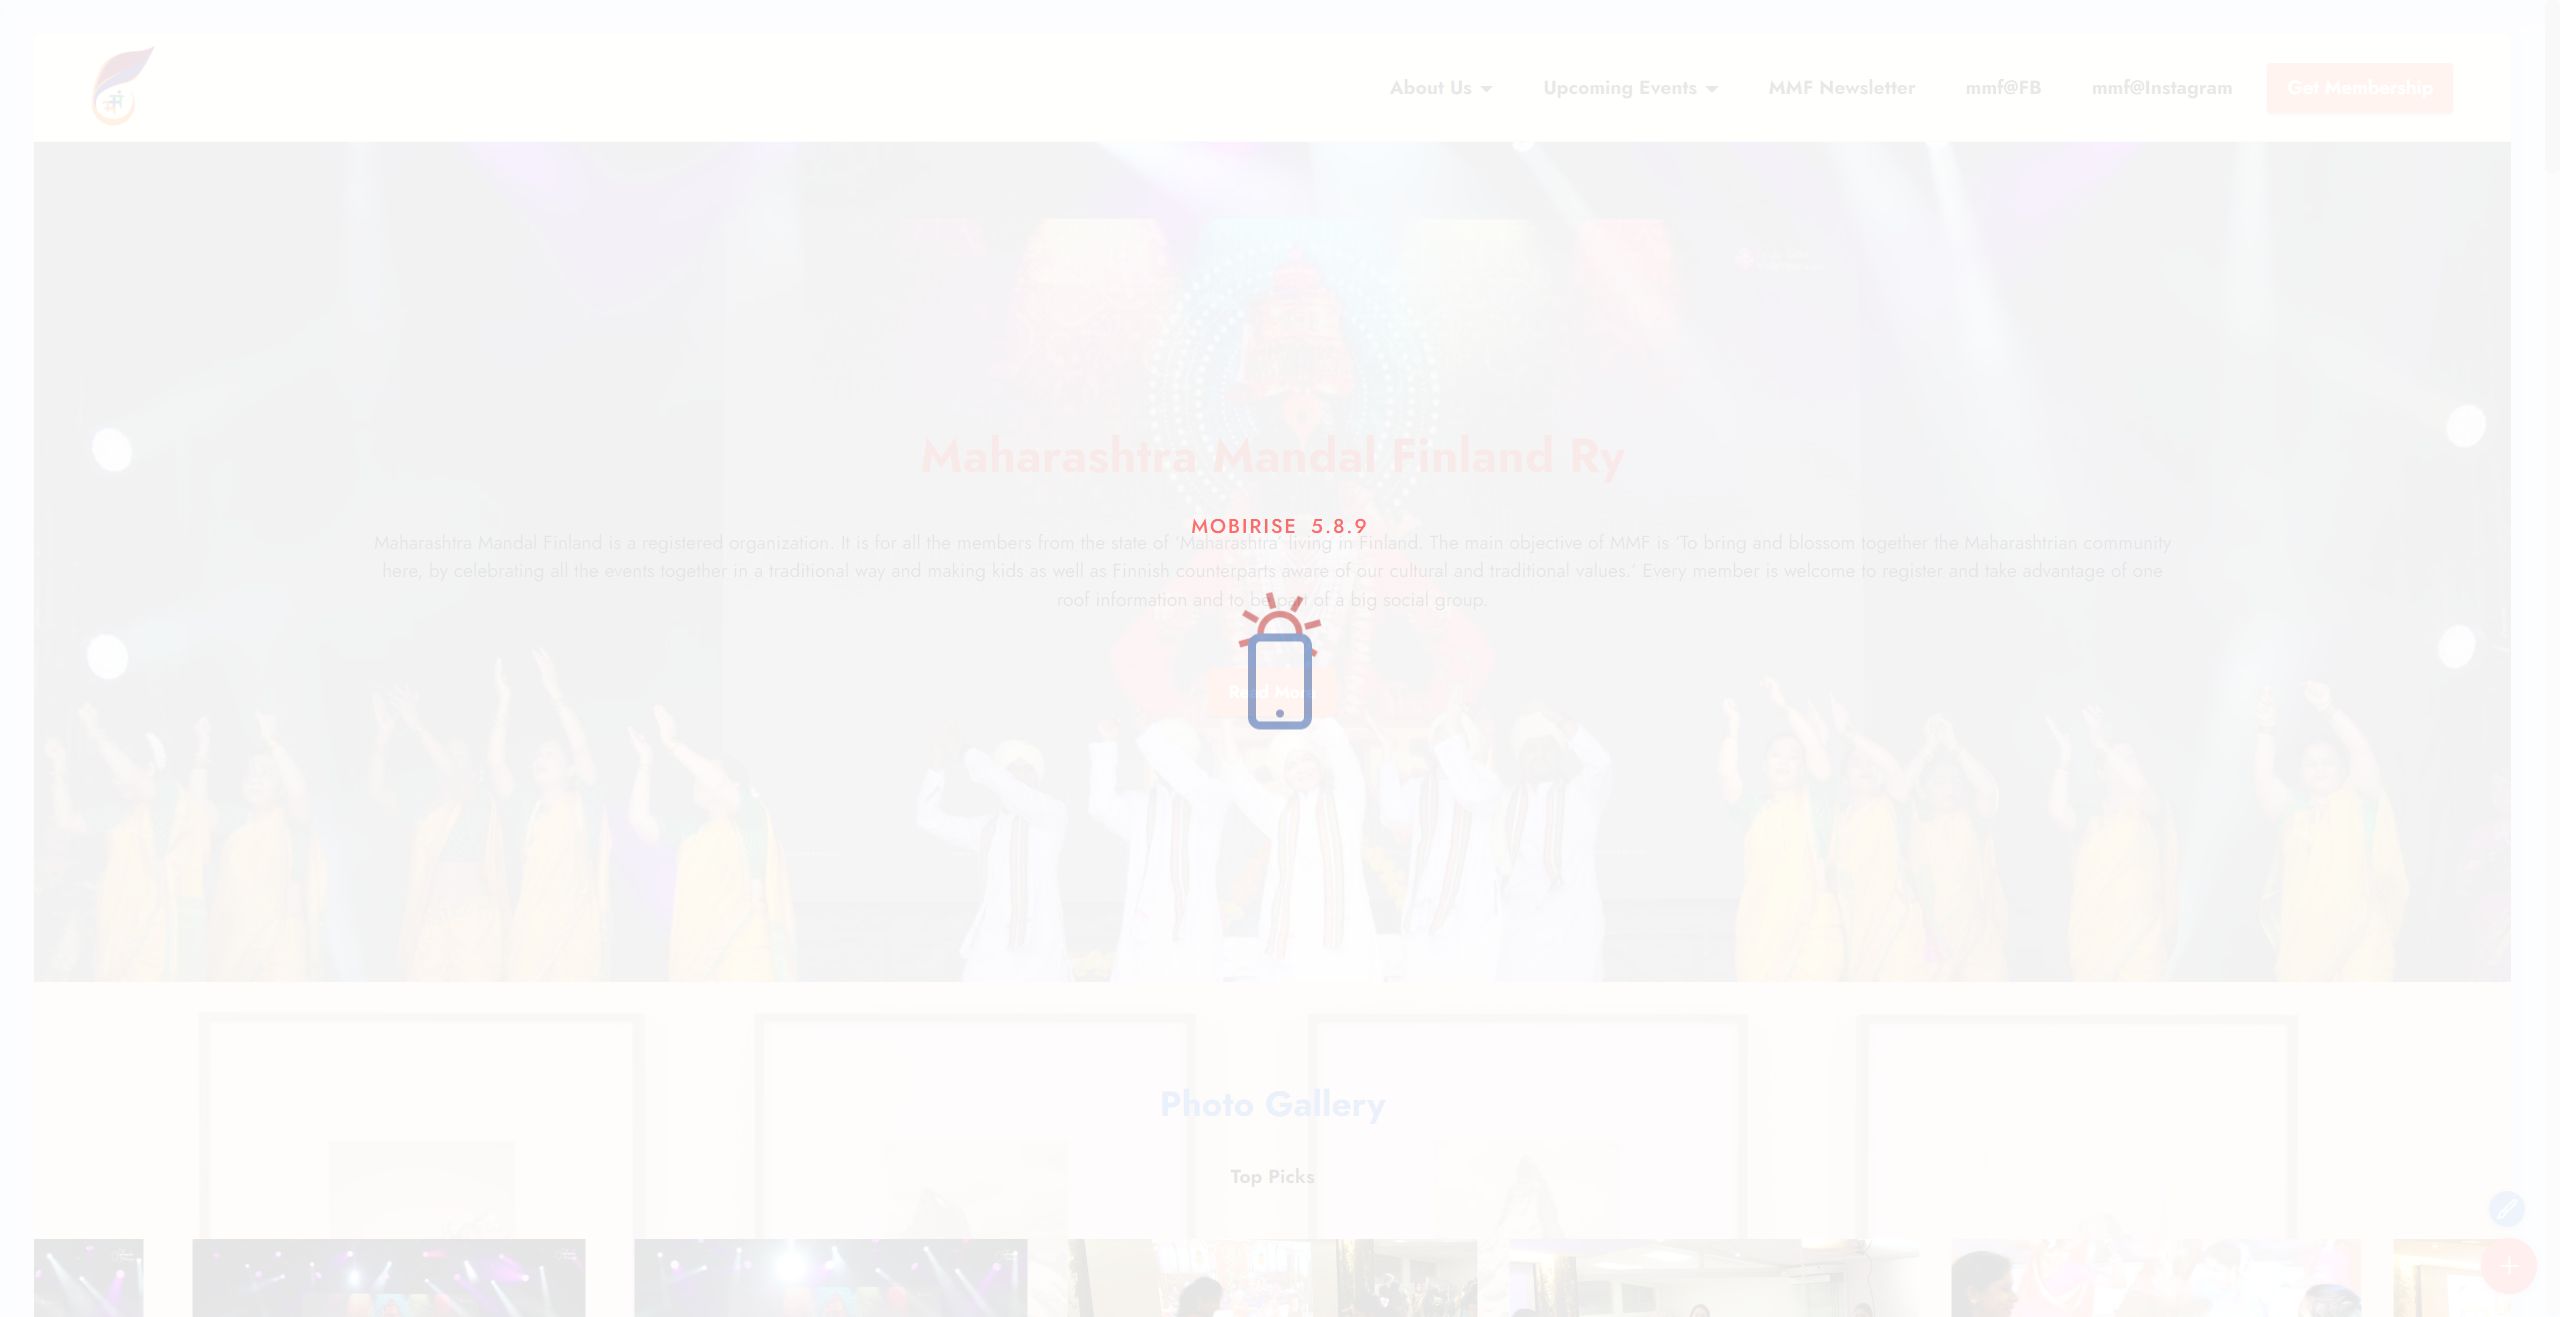 About Us
Upcoming Events
MMF Newsletter
mmf@FB
mmf@Instagram
Get Membership
Maharashtra Mandal Finland Ry
MOBIRISE 5.8.9
Maharashtra Mandal Finland is a registered organization. It is for all the members from the state of ‘Maharashtra’ living in Finland. The main objective of MMF is ‘To bring and blossom together the Maharashtrian community
here, by celebrating all the events together in a traditional way and making kids as well as Finnish counterparts aware of our cultural and traditional values.’ Every member is welcome to register and take advantage of one
roof information and to be part of a big social group.
Read More
Photo Gallery
Top Picks